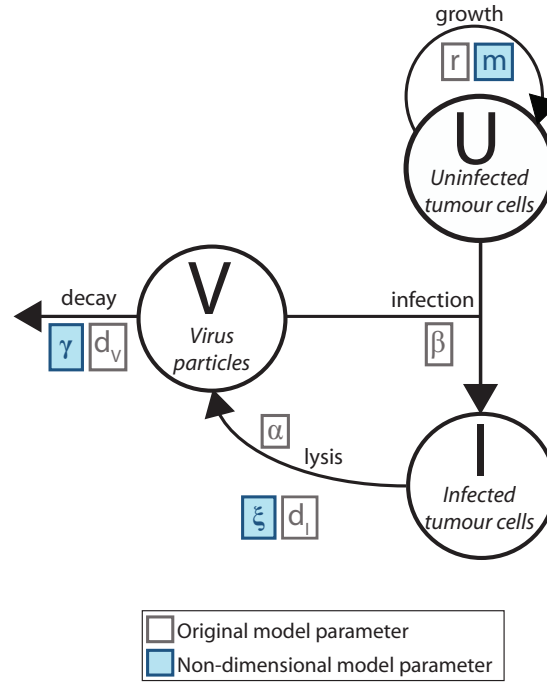 growth
r m
U
Uninfected
tumour cells
V
Virus
particles
decay
γ d_V
infection
β
α
lysis
ξ d_I
I
Infected
tumour cells
Original model parameter
Non-dimensional model parameter